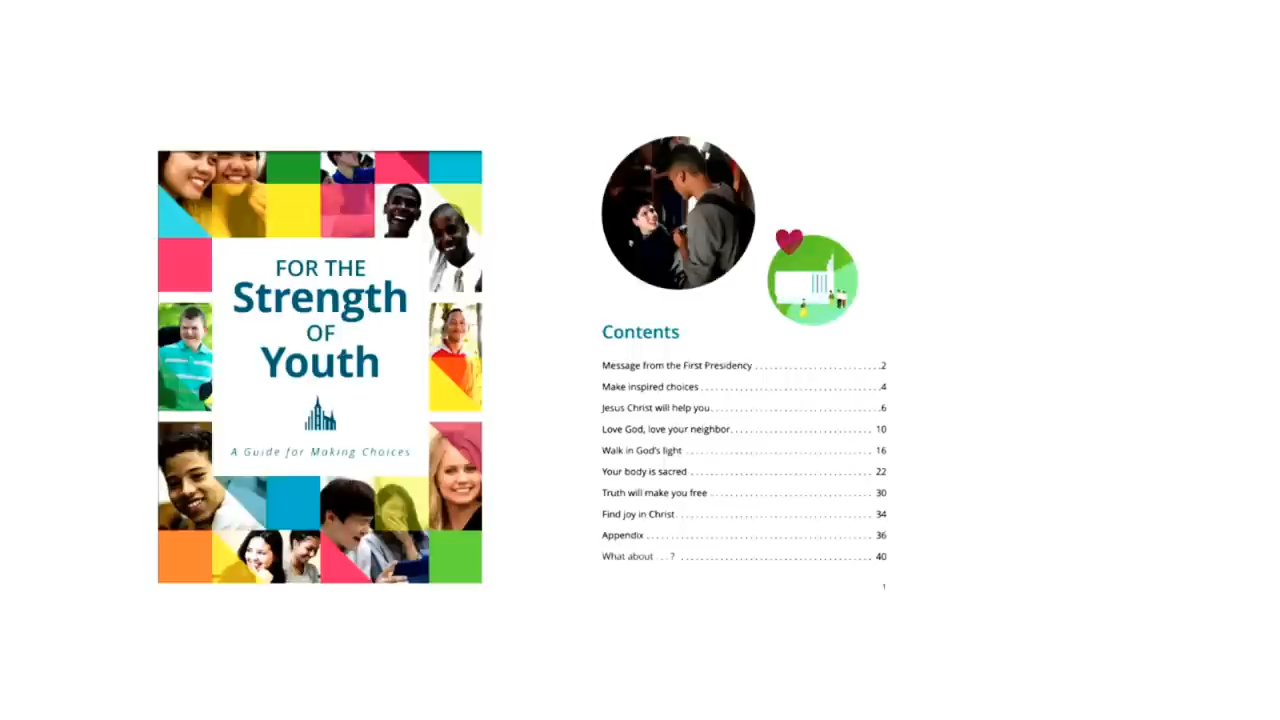 FOR THE
Strength
OF
Youth
A Guide for Making Choices
Contents
Message from the First Presidency . . . . . . . . . . . . . . . . . . . . . . . . . .2
Make inspired choices . . . . . . . . . . . . . . . . . . . . . . . . . . . . . . . . . . . .4
Jesus Christ will help you . . . . . . . . . . . . . . . . . . . . . . . . . . . . . . . . . .6
Love God, love your neighbor. . . . . . . . . . . . . . . . . . . . . . . . . . . . . 10
Walk in God's light . . . . . . . . . . . . . . . . . . . . . . . . . . . . . . . . . . . . . . 16
Your body is sacred . . . . . . . . . . . . . . . . . . . . . . . . . . . . . . . . . . . . . 22
Truth will make you free . . . . . . . . . . . . . . . . . . . . . . . . . . . . . . . . . 30
Find joy in Christ . . . . . . . . . . . . . . . . . . . . . . . . . . . . . . . . . . . . . . . 34
Appendix . . . . . . . . . . . . . . . . . . . . . . . . . . . . . . . . . . . . . . . . . . . . . 36
What about . . . ? . . . . . . . . . . . . . . . . . . . . . . . . . . . . . . . . . . . . . . 40
1